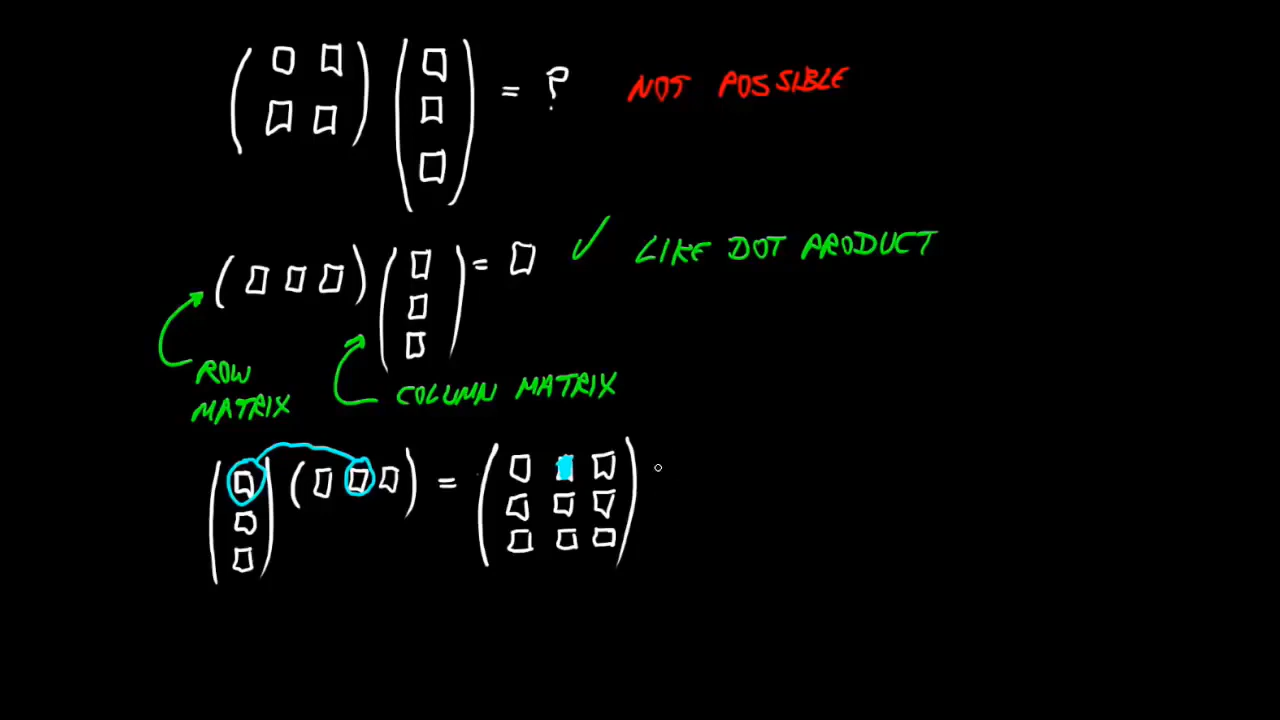 = ? NOT POSSIBLE
= ✓ LIKE DOT PRODUCT
ROW
MATRIX
COLUMN MATRIX
=